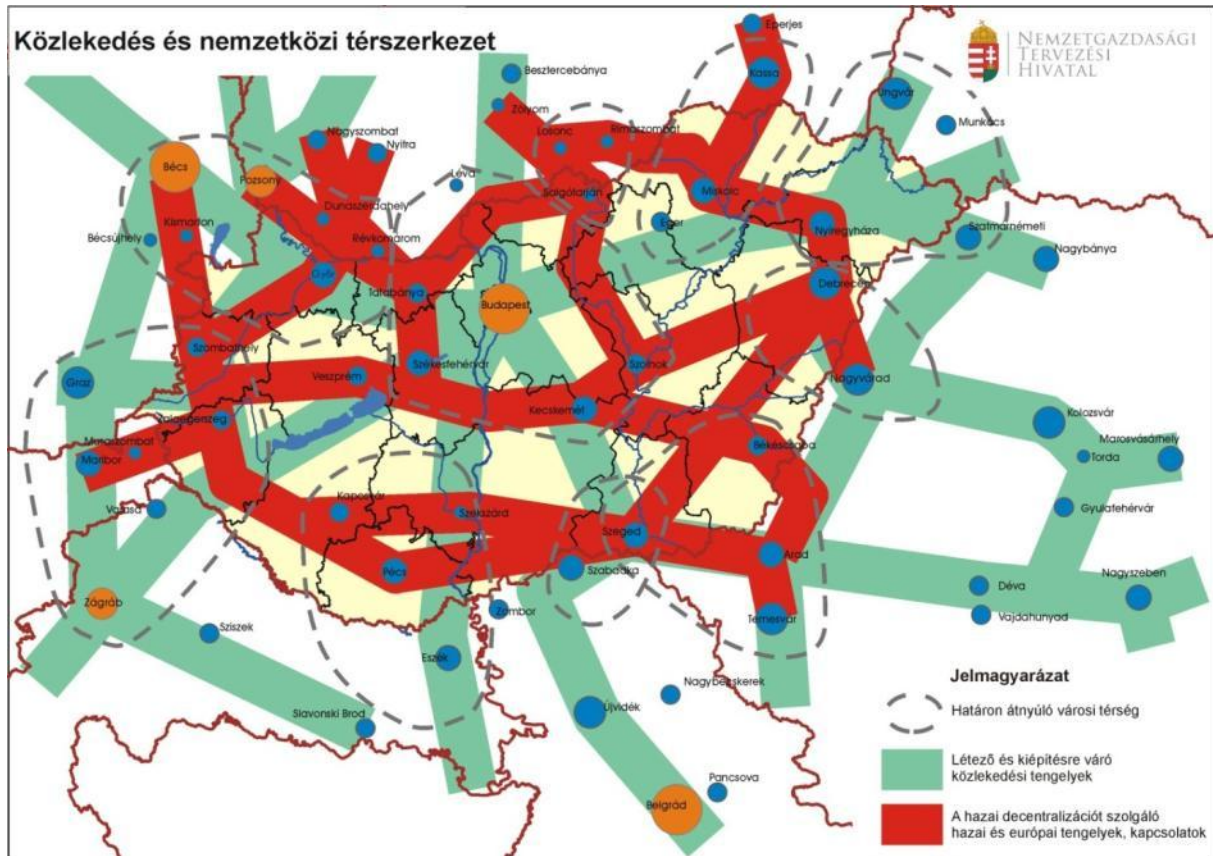 Közlekedés és nemzetközi térszerkezet
NEMZETGAZDASÁGI
TERVEZÉSI
HIVATAL
Eperjes
Kassa
Besztercebánya
Zólyom
Losonc
Rimaszombat
Ungvár
Munkács
Nagyszombat
Nyitra
Léva
Bécs
Pozsony
Dunaszerdahely
Salgótarján
Miskolc
Kismarton
Bécsújhely
Révkomárom
Eger
Nyíregyháza
Szatmárnémeti
Nagybánya
Győr
Tatabánya
Budapest
Debrecen
Szombathely
Veszprém
Székesfehérvár
Szolnok
Nagyvárad
Graz
Kecskemét
Zalaegerszeg
Muraszombat
Maribor
Békéscsaba
Kolozsvár
Marosvásárhely
Torda
Varasd
Kaposvár
Szekszárd
Szeged
Gyulafehérvár
Arad
Pécs
Szabadka
Déva
Nagyszeben
Zágráb
Zombor
Temesvár
Vajdahunyad
Sziszek
Eszék
Nagybecskerek
Slavonski Brod
Újvidék
Pancsova
Belgrád
Jelmagyarázat
Határon átnyúló városi térség
Létező és kiépítésre váró
közlekedési tengelyek
A hazai decentralizációt szolgáló
hazai és európai tengelyek, kapcsolatok